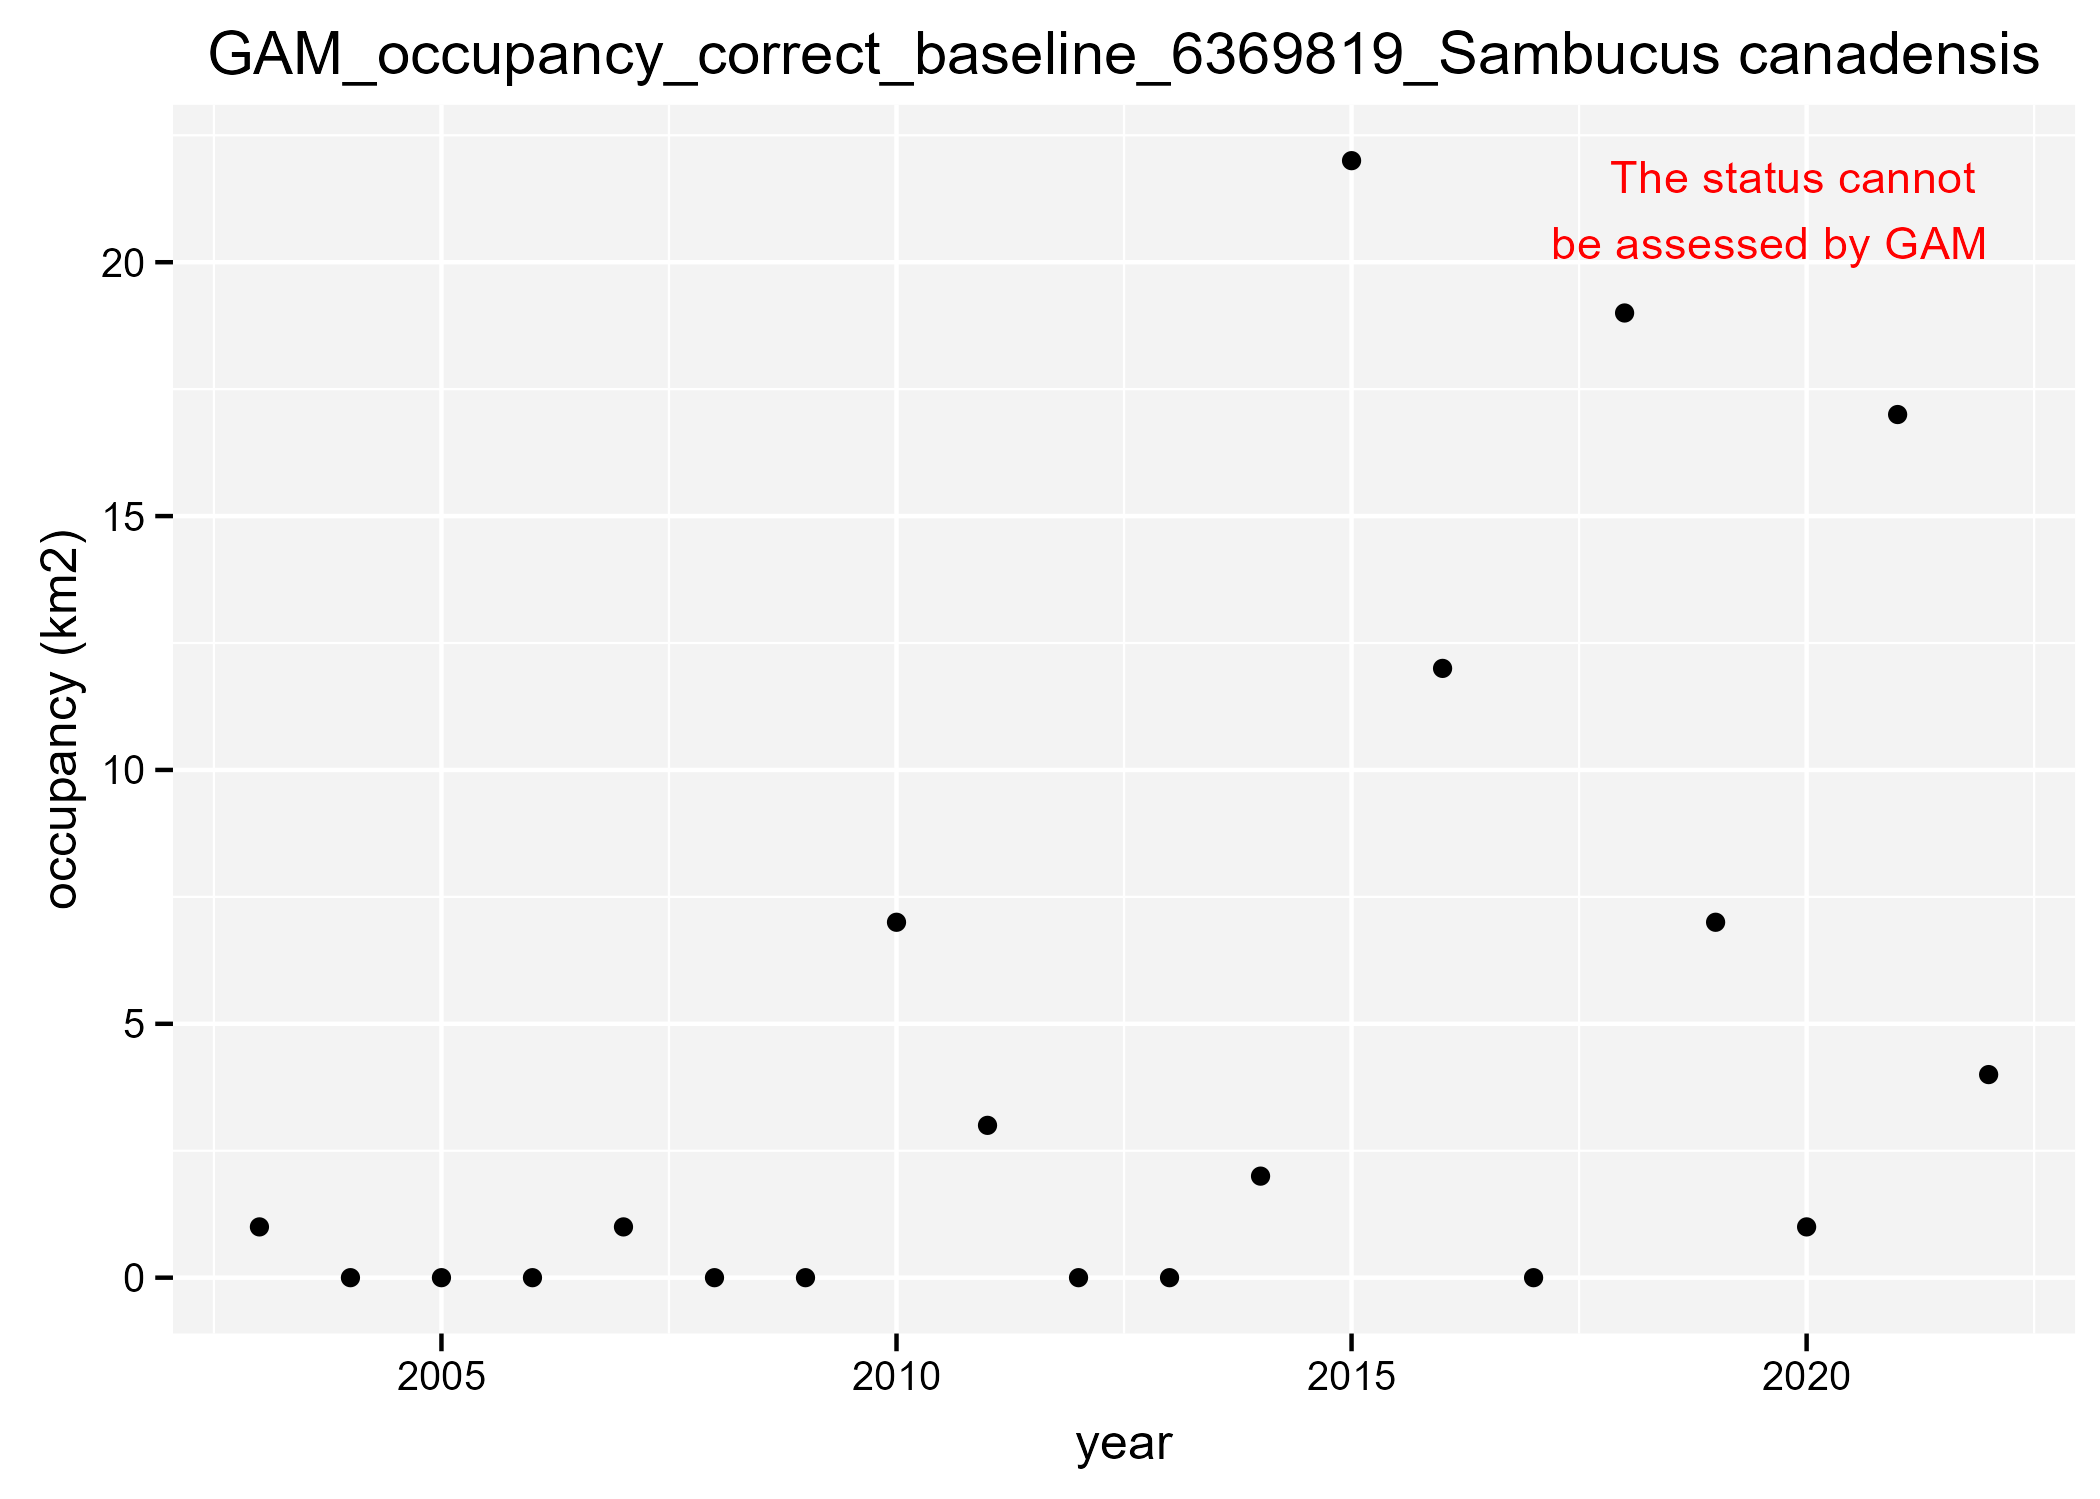 GAM_occupancy_correct_baseline_6369819_Sambucus canadensis
The status cannot
be assessed by GAM
occupancy (km2)
20
15
10
5
0
2005
2010
2015
2020
year